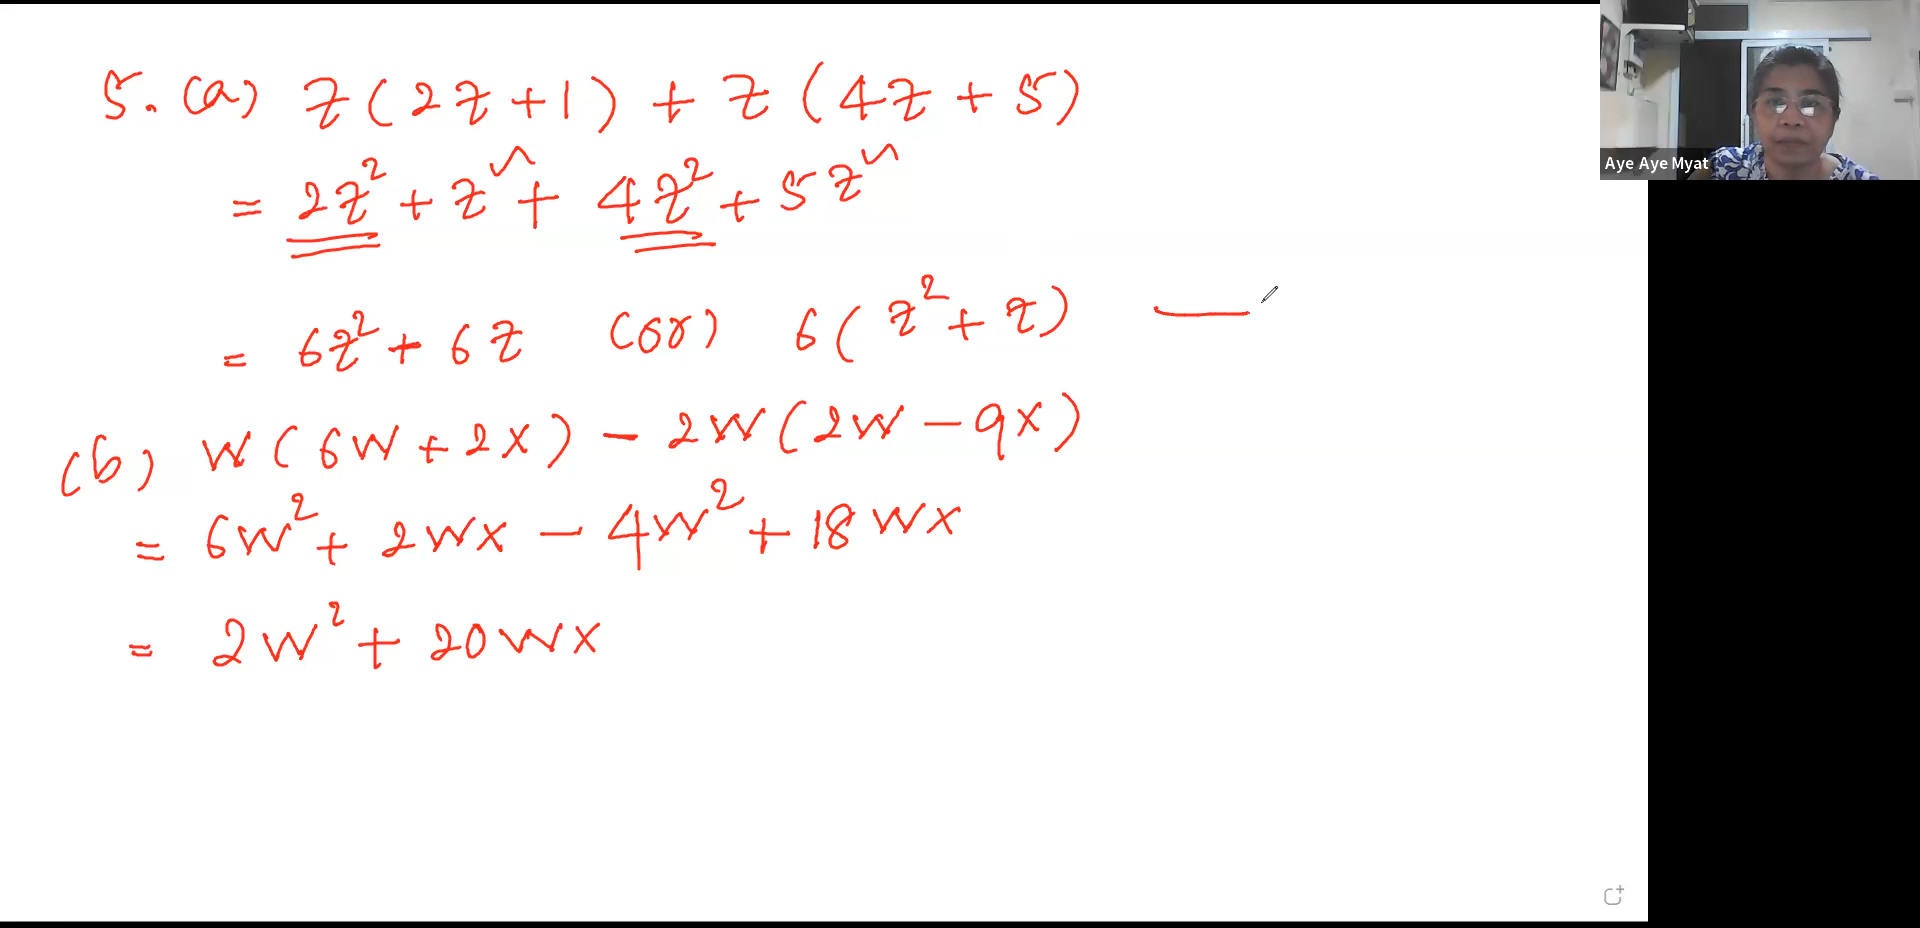 5. (a) z(2z+1) + z(4z+5)
= 2z² + z + 4z² + 5z
= 6z² + 6z (or) 6(z² + z)
(b) w(6w+2x) - 2w(2w-9x)
= 6w² + 2wx - 4w² + 18wx
= 2w² + 20wx
Aye Aye Myat